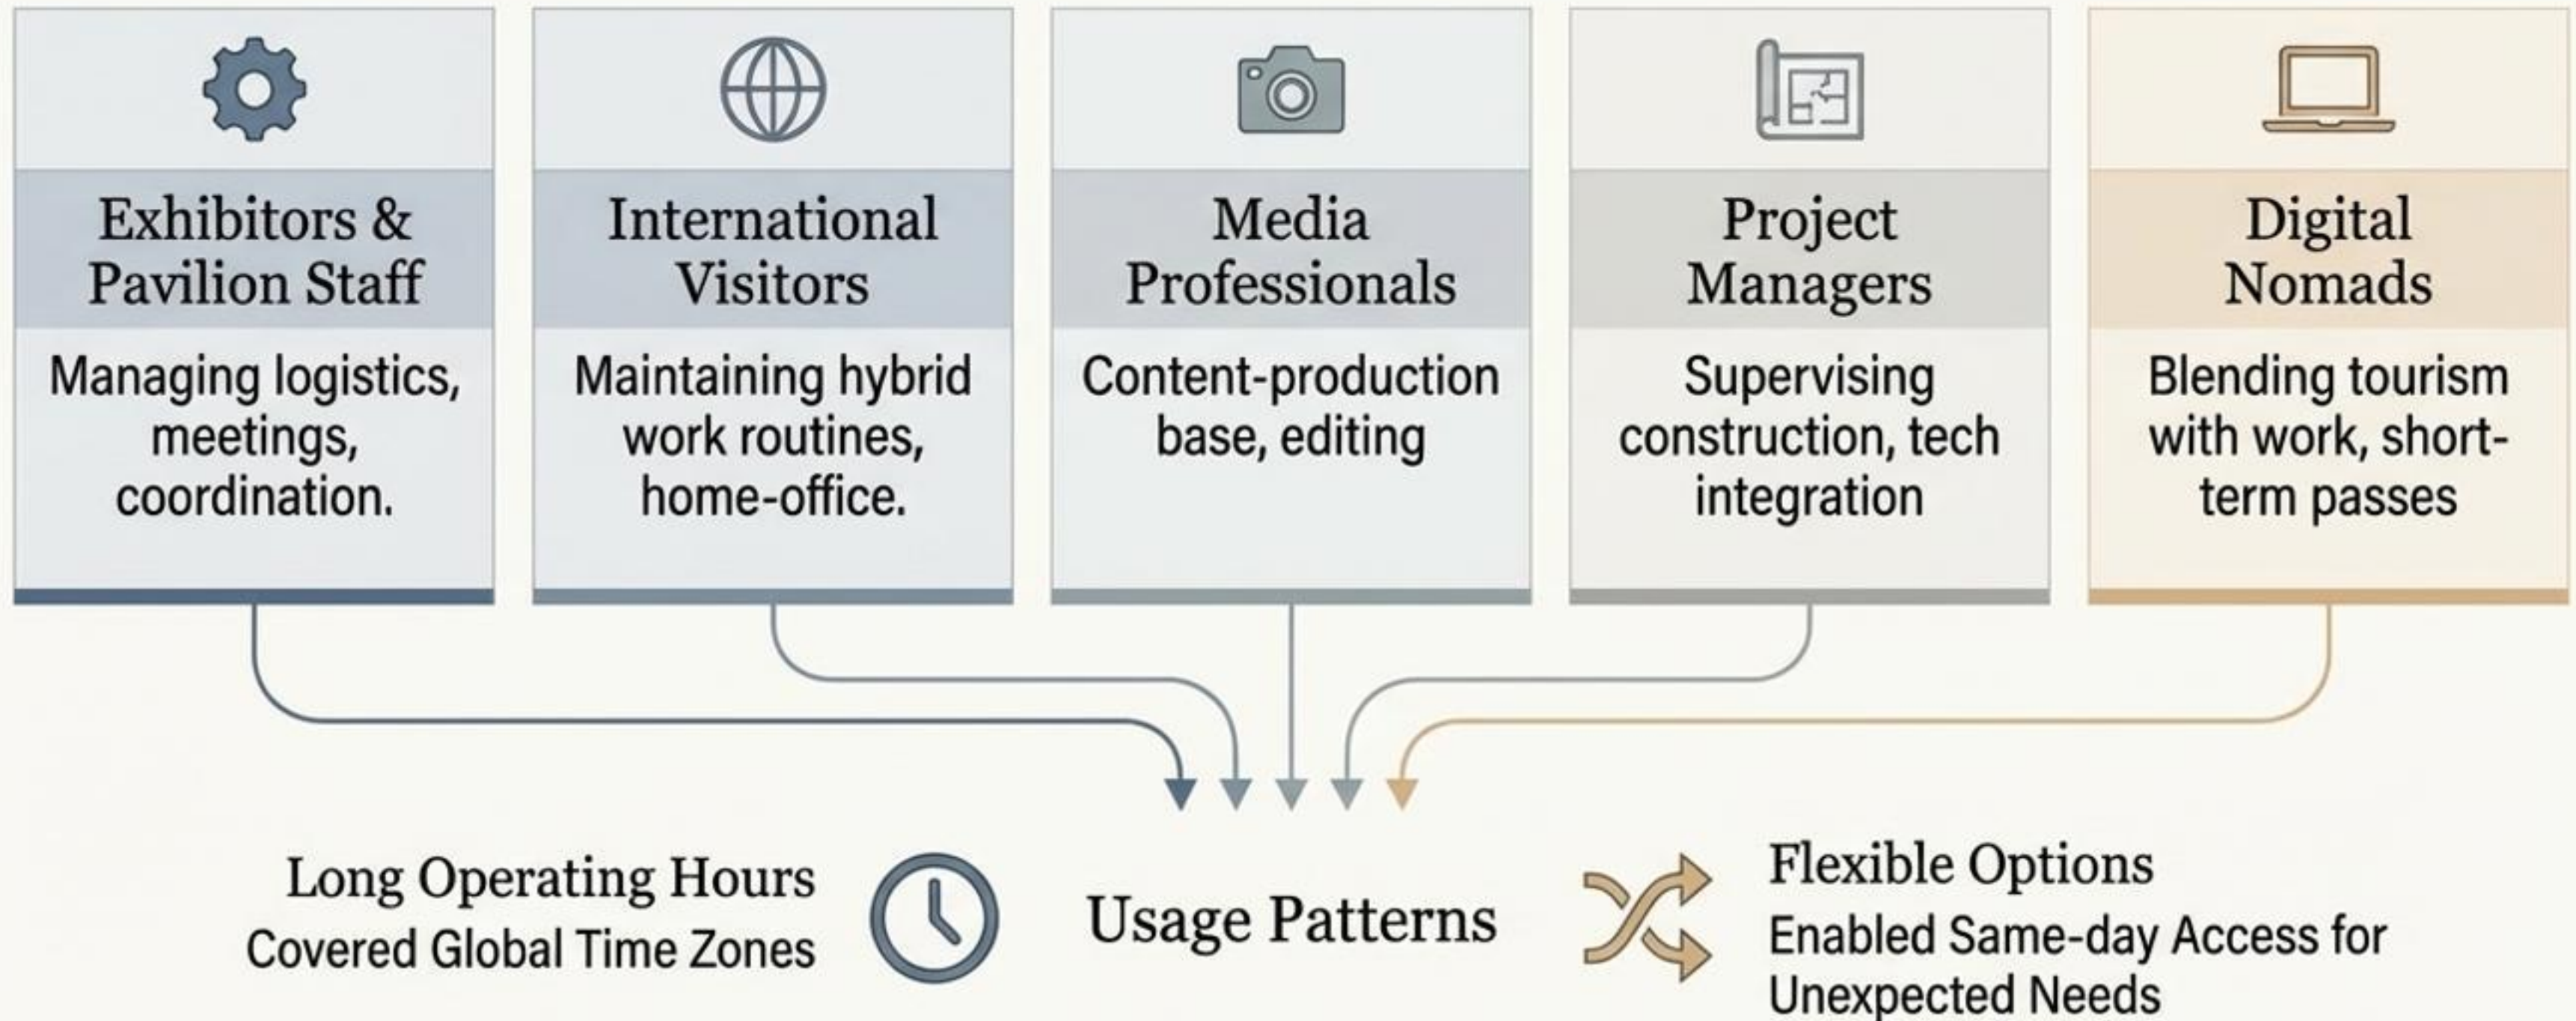 Exhibitors &
Pavilion Staff
Managing logistics,
meetings,
coordination.
International
Visitors
Maintaining hybrid
work routines,
home-office.
Media
Professionals
Content-production
base, editing
Project
Managers
Supervising
construction, tech
integration
Digital
Nomads
Blending tourism
with work, short-
term passes
Long Operating Hours
Covered Global Time Zones
Usage Patterns
Flexible Options
Enabled Same-day Access for
Unexpected Needs